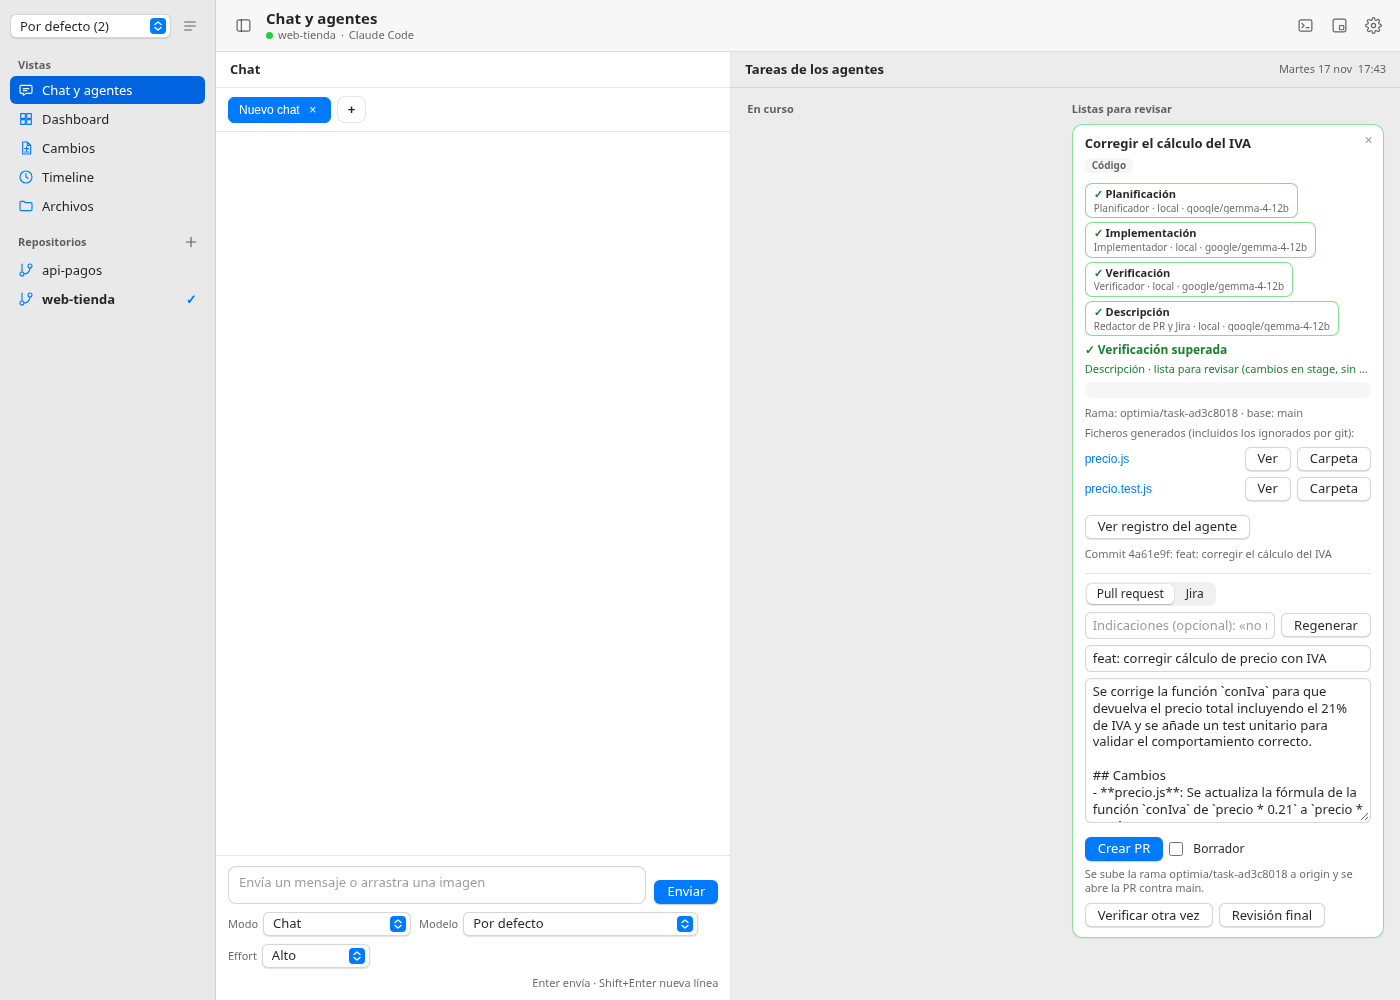 Por defecto (2)
Chat y agentes
web-tienda · Claude Code
Vistas
Chat y agentes
Dashboard
Cambios
Timeline
Archivos
Repositorios
api-pagos
web-tienda ✓
Chat
Nuevo chat ×
+
Envía un mensaje o arrastra una imagen
Enviar
Modo Chat Modelo Por defecto
Effort Alto
Enter envía · Shift+Enter nueva línea
Tareas de los agentes
Martes 17 nov 17:43
En curso
Listas para revisar
Corregir el cálculo del IVA ×
Código
✓ Planificación
Planificador · local · google/gemma-4-12b
✓ Implementación
Implementador · local · google/gemma-4-12b
✓ Verificación
Verificador · local · google/gemma-4-12b
✓ Descripción
Redactor de PR y Jira · local · google/gemma-4-12b
✓ Verificación superada
Descripción · lista para revisar (cambios en stage, sin ...
Rama: optimia/task-ad3c8018 · base: main
Ficheros generados (incluidos los ignorados por git):
precio.js Ver Carpeta
precio.test.js Ver Carpeta
Ver registro del agente
Commit 4a61e9f: feat: corregir el cálculo del IVA
Pull request Jira
Indicaciones (opcional): «no Regenerar
feat: corregir cálculo de precio con IVA
Se corrige la función `conIva` para que
devuelva el precio total incluyendo el 21%
de IVA y se añade un test unitario para
validar el comportamiento correcto.
## Cambios
- **precio.js**: Se actualiza la fórmula de la
función `conIva` de `precio * 0.21` a `precio *
Crear PR Borrador
Se sube la rama optimia/task-ad3c8018 a origin y se
abre la PR contra main.
Verificar otra vez Revisión final